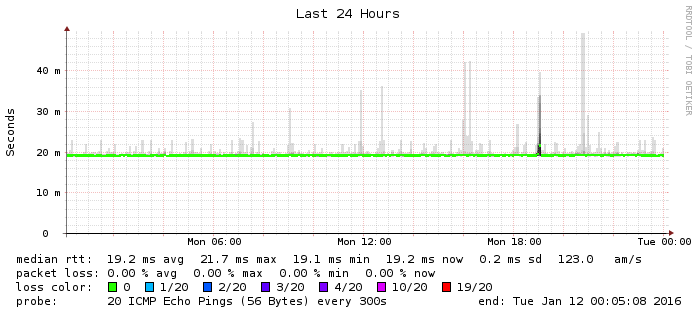 Last 24 Hours
RRDTOOL / TOBI OETIKER
Seconds
40 m
30 m
20 m
10 m
0
Mon 06:00 Mon 12:00 Mon 18:00 Tue 00:00
median rtt: 19.2 ms avg 21.7 ms max 19.1 ms min 19.2 ms now 0.2 ms sd 123.0 am/s
packet loss: 0.00 % avg 0.00 % max 0.00 % min 0.00 % now
loss color: 0 1/20 2/20 3/20 4/20 10/20 19/20
probe: 20 ICMP Echo Pings (56 Bytes) every 300s end: Tue Jan 12 00:05:08 2016